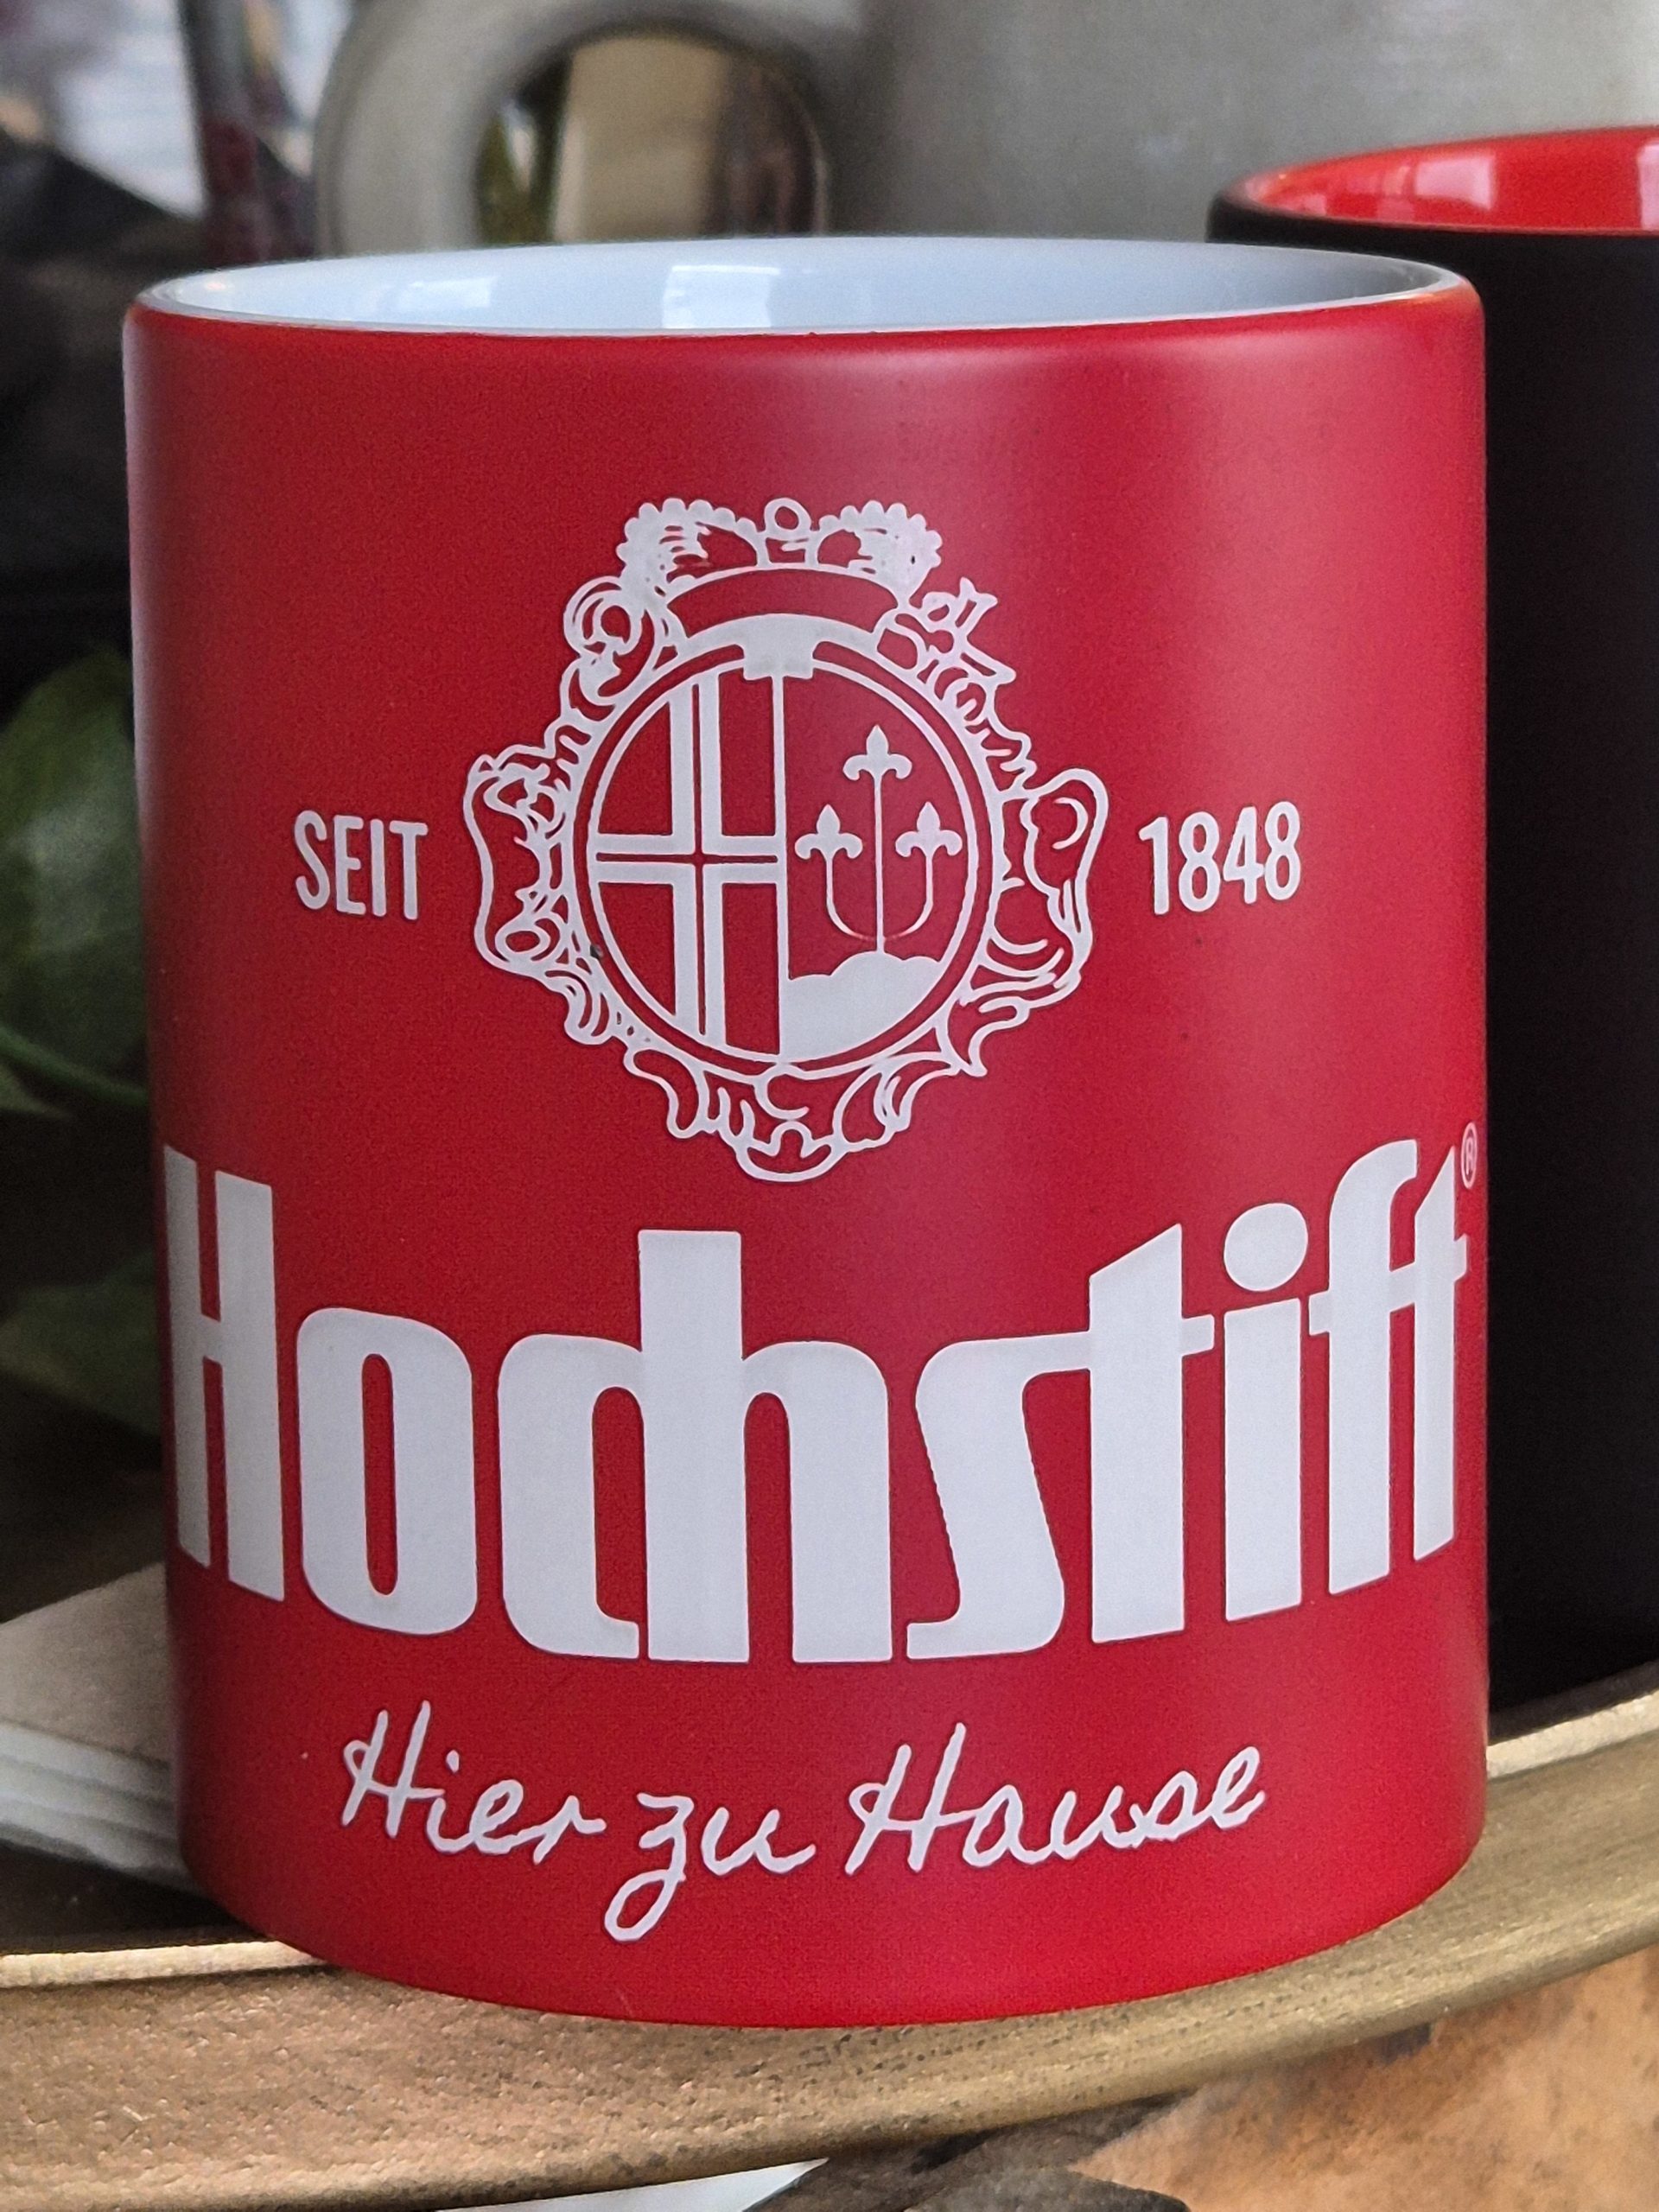 SEIT 1848
Hochstift®
Hier zu Hause